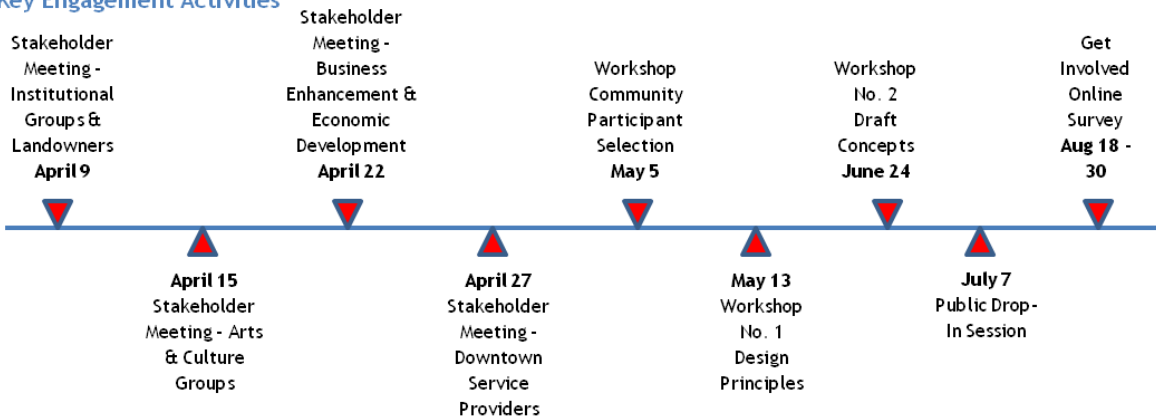 Key Engagement Activities
Stakeholder
Meeting -
Institutional
Groups &
Landowners
April 9
April 15
Stakeholder
Meeting - Arts
& Culture
Groups
Stakeholder
Meeting -
Business
Enhancement &
Economic
Development
April 22
April 27
Stakeholder
Meeting -
Downtown
Service
Providers
Workshop
Community
Participant
Selection
May 5
May 13
Workshop
No. 1
Design
Principles
Workshop
No. 2
Draft
Concepts
June 24
July 7
Public Drop-
In Session
Get
Involved
Online
Survey
Aug 18 -
30